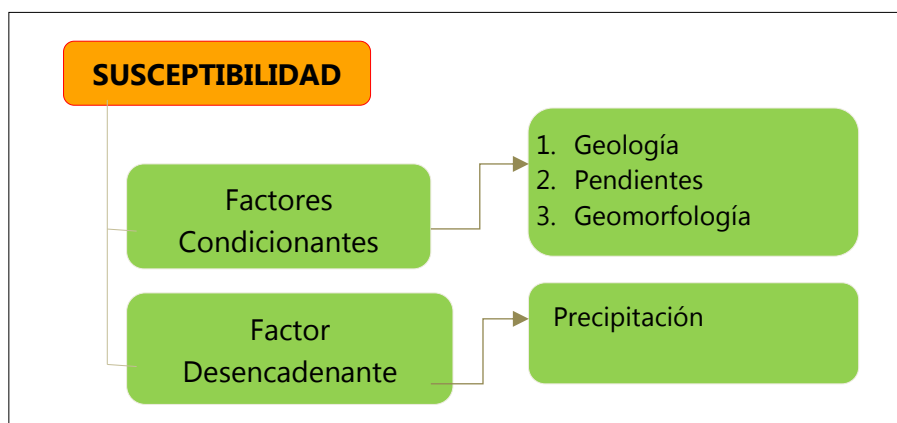 SUSCEPTIBILIDAD
Factores
Condicionantes
1. Geología
2. Pendientes
3. Geomorfología
Factor
Desencadenante
Precipitación